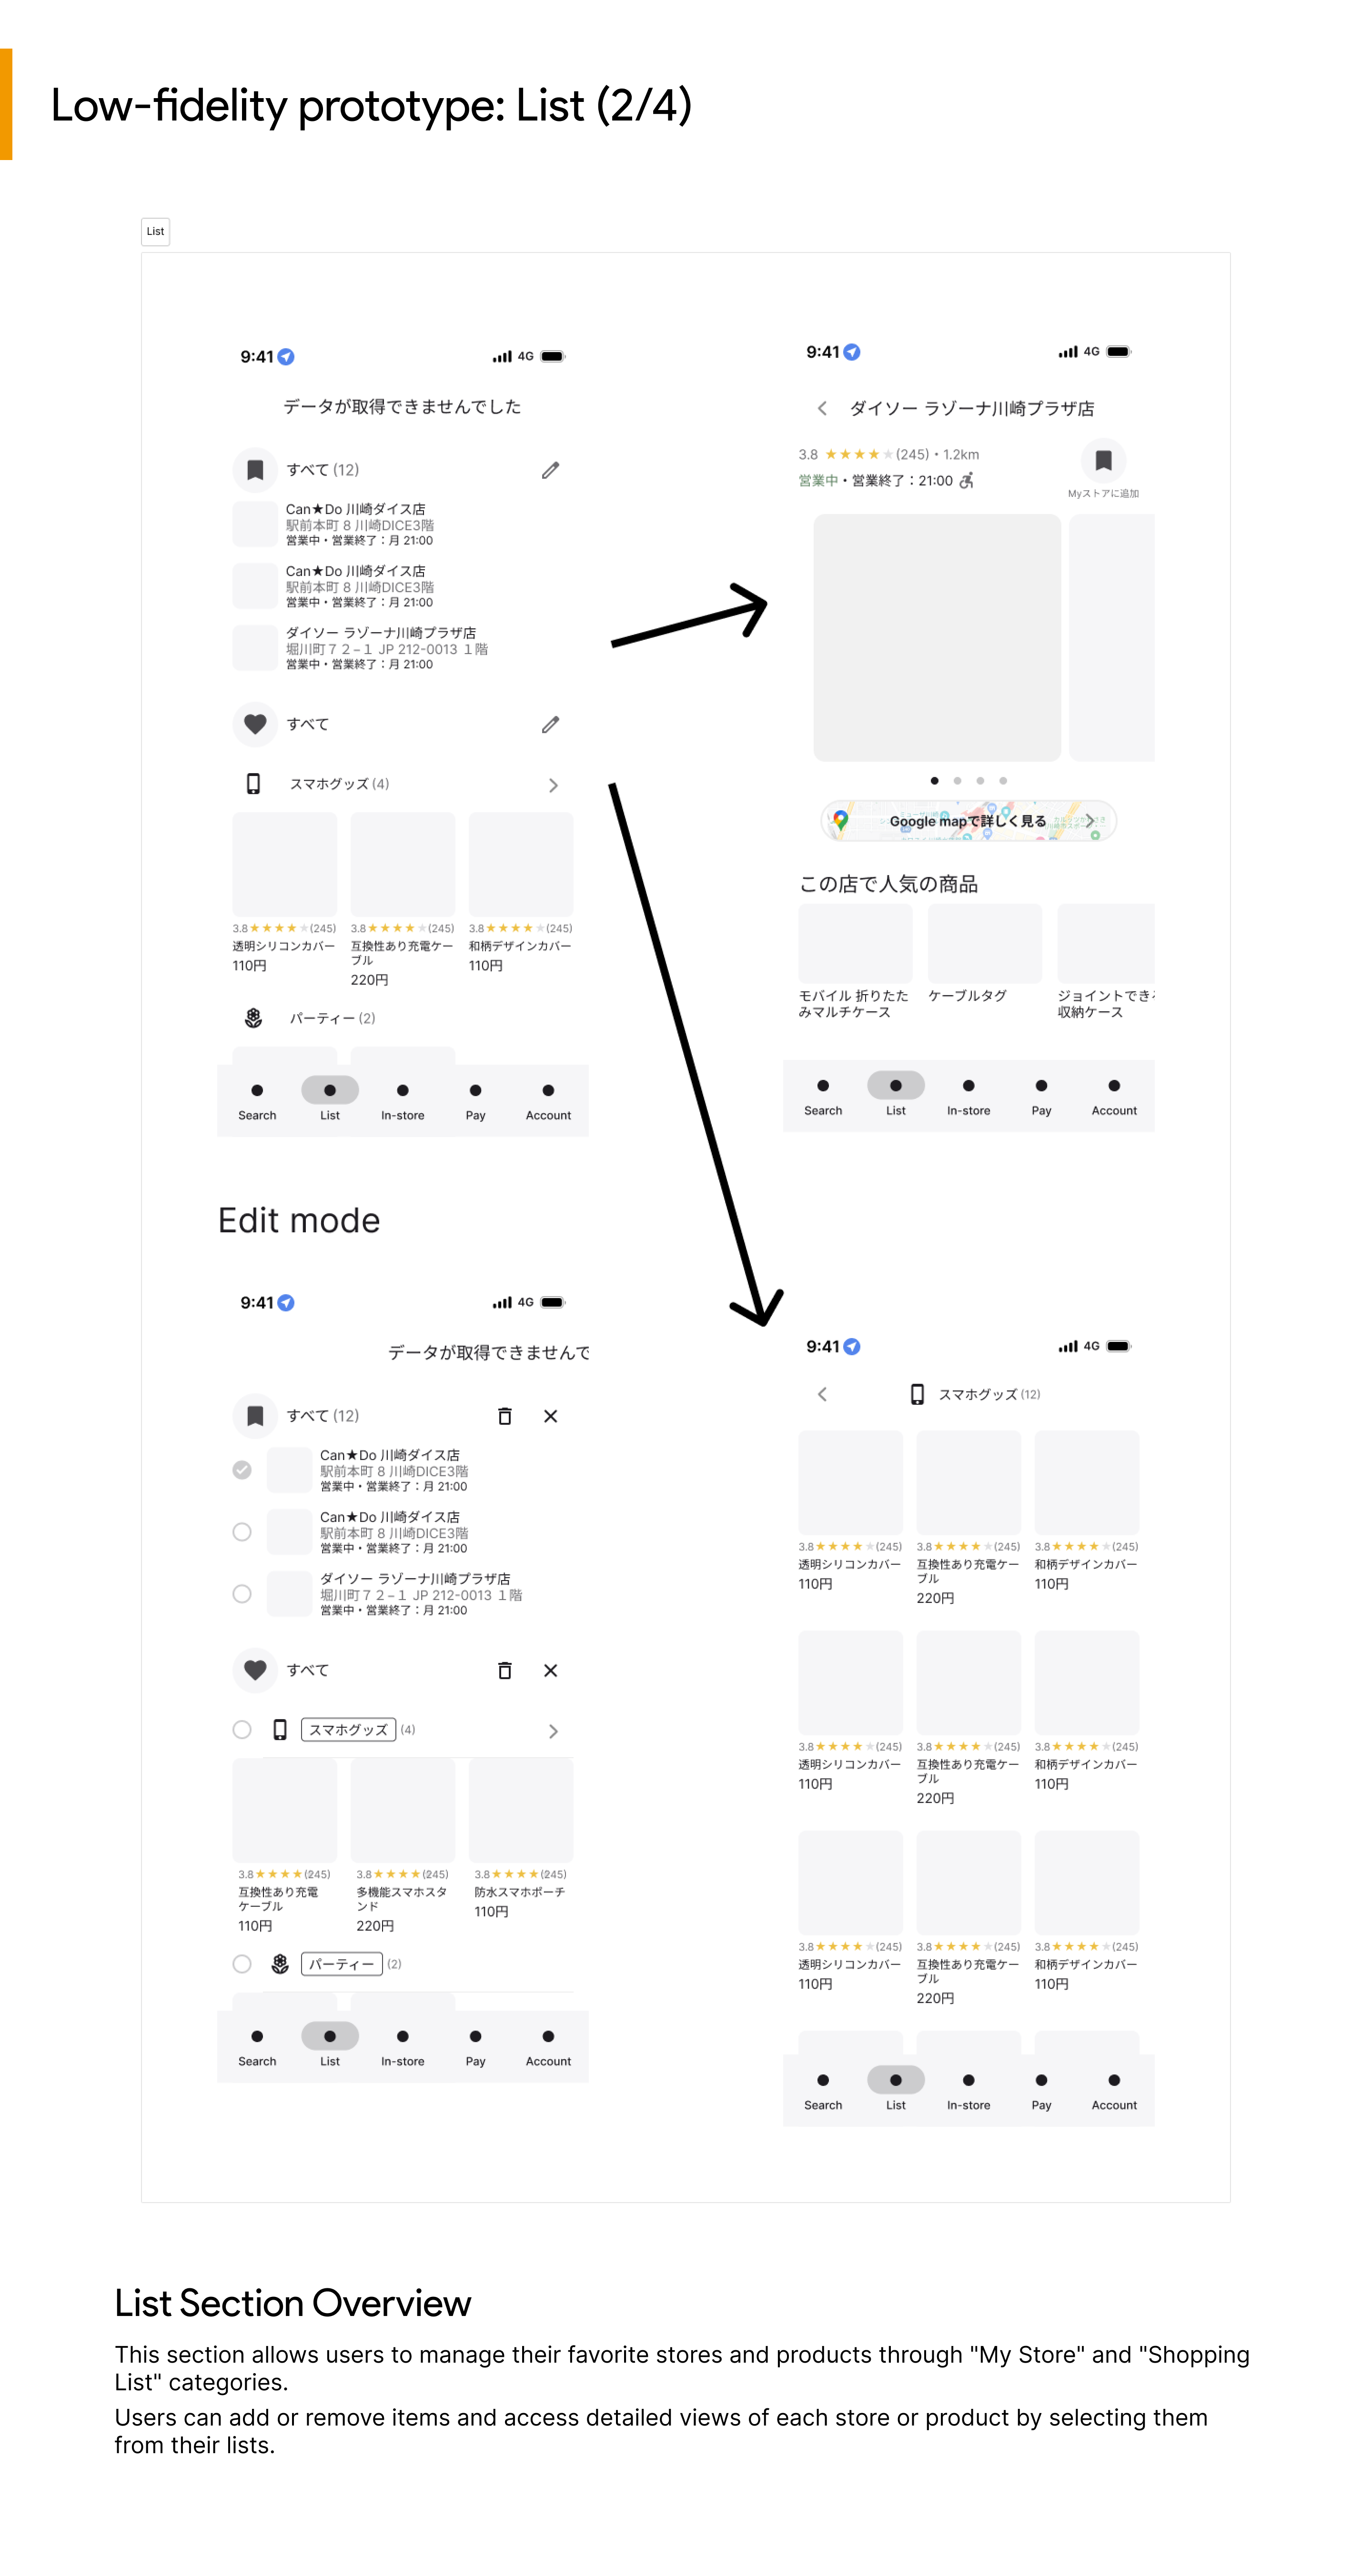 Low-fidelity prototype: List (2/4)
List
9:41
4G
データが取得できませんでした
すべて (12)
Can★Do 川崎ダイス店
駅前本町 8 川崎DICE3階
営業中・営業終了：月 21:00
Can★Do 川崎ダイス店
駅前本町 8 川崎DICE3階
営業中・営業終了：月 21:00
ダイソー ラゾーナ川崎プラザ店
堀川町７２−１ JP 212-0013 １階
営業中・営業終了：月 21:00
すべて
スマホグッズ (4)
3.8★★★★★(245) 3.8★★★★★(245) 3.8★★★★★(245)
透明シリコンカバー 互換性あり充電ケー 和柄デザインカバー
ブル
110円 220円 110円
パーティー (2)
Search List In-store Pay Account
9:41
4G
ダイソー ラゾーナ川崎プラザ店
3.8 ★★★★★(245)・1.2km
営業中・営業終了：21:00
Myストアに追加
Google mapで詳しく見る
この店で人気の商品
モバイル 折りたた ケーブルタグ ジョイントでき
みマルチケース 収納ケース
Search List In-store Pay Account
Edit mode
9:41
4G
データが取得できませんで
すべて (12)
Can★Do 川崎ダイス店
駅前本町 8 川崎DICE3階
営業中・営業終了：月 21:00
Can★Do 川崎ダイス店
駅前本町 8 川崎DICE3階
営業中・営業終了：月 21:00
ダイソー ラゾーナ川崎プラザ店
堀川町７２−１ JP 212-0013 １階
営業中・営業終了：月 21:00
すべて
スマホグッズ (4)
3.8★★★★(245) 3.8★★★★(245) 3.8★★★★(245)
互換性あり充電 多機能スマホスタ 防水スマホポーチ
ケーブル ンド
110円 220円 110円
パーティー (2)
Search List In-store Pay Account
9:41
4G
スマホグッズ (12)
3.8★★★★★(245) 3.8★★★★★(245) 3.8★★★★★(245)
透明シリコンカバー 互換性あり充電ケー 和柄デザインカバー
ブル
110円 220円 110円
3.8★★★★★(245) 3.8★★★★★(245) 3.8★★★★★(245)
透明シリコンカバー 互換性あり充電ケー 和柄デザインカバー
ブル
110円 220円 110円
3.8★★★★★(245) 3.8★★★★★(245) 3.8★★★★★(245)
透明シリコンカバー 互換性あり充電ケー 和柄デザインカバー
ブル
110円 220円 110円
Search List In-store Pay Account
List Section Overview
This section allows users to manage their favorite stores and products through "My Store" and "Shopping
List" categories.
Users can add or remove items and access detailed views of each store or product by selecting them
from their lists.